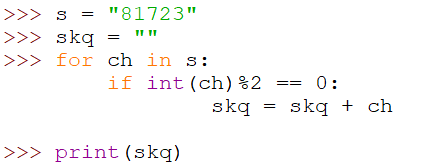 >>> s = "81723"
>>> skq = ""
>>> for ch in s:
        if int(ch)%2 == 0:
                skq = skq + ch

>>> print(skq)